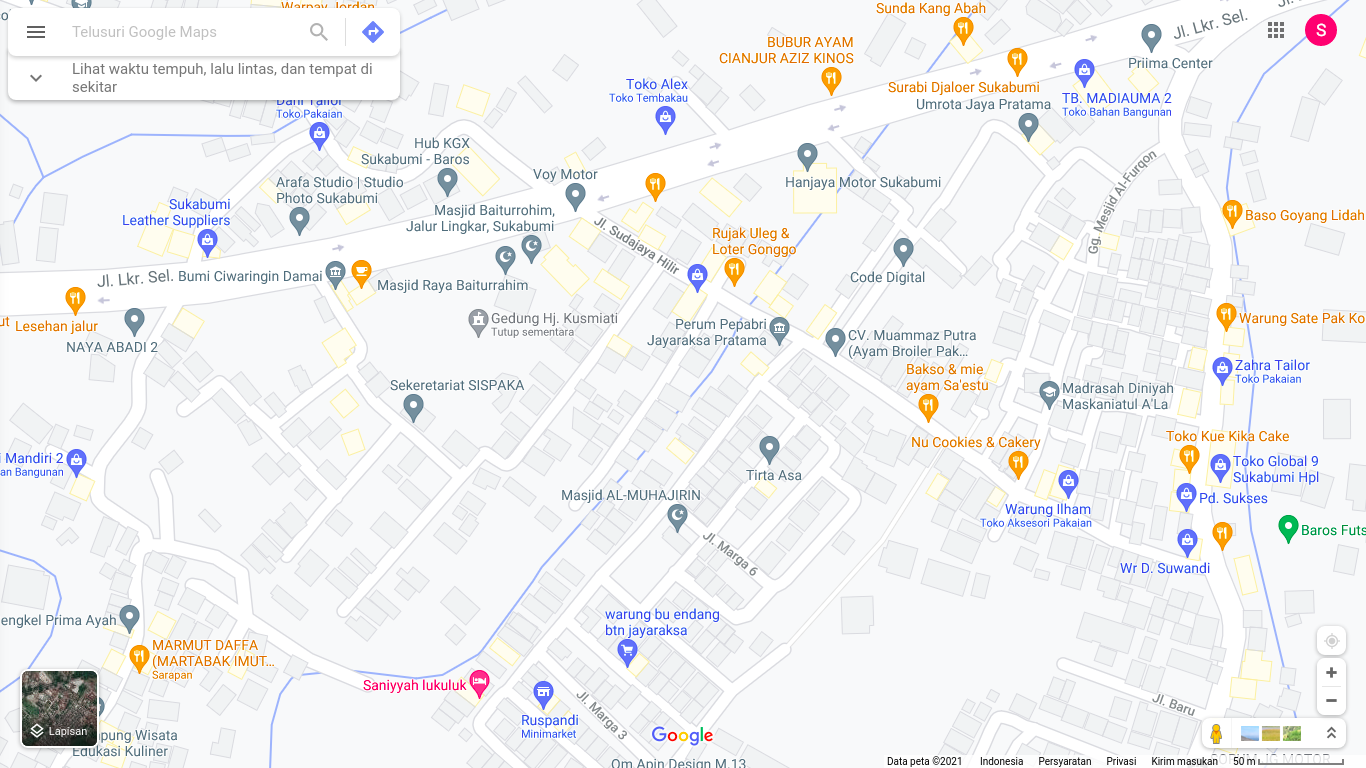 Warpay Jordan
Telusuri Google Maps
Lihat waktu tempuh, lalu lintas, dan tempat di
sekitar
Sunda Kang Abah
Jl. Lkr. Sel.
S
BUBUR AYAM
CIANJUR AZIZ KINOS
Priima Center
Surabi Djaloer Sukabumi
Umrota Jaya Pratama
TB. MADIAUMA 2
Toko Bahan Bangunan
Toko Alex
Toko Tembakau
Dani Tailor
Toko Pakaian
Hub KGX
Sukabumi - Baros
Voy Motor
Hanjaya Motor Sukabumi
Arafa Studio | Studio
Photo Sukabumi
Gg. Mesjid Al-Furqon
Sukabumi
Leather Suppliers
Masjid Baiturrohim,
Jalur Lingkar, Sukabumi
Jl. Sudajaya Hilir
Baso Goyang Lidah
Rujak Uleg &
Loter Gonggo
Jl. Lkr. Sel.
Bumi Ciwaringin Damai
Masjid Raya Baiturrahim
Code Digital
Lesehan jalur
NAYA ABADI 2
Gedung Hj. Kusmiati
Tutup sementara
Perum Pepabri
Jayaraksa Pratama
CV. Muammaz Putra
(Ayam Broiler Pak...
Warung Sate Pak Ko
Zahra Tailor
Toko Pakaian
Bakso & mie
ayam Sa'estu
Sekeretariat SISPAKA
Madrasah Diniyah
Maskaniatul A'La
Nu Cookies & Cakery
Toko Kue Kika Cake
i Mandiri 2
an Bangunan
Toko Global 9
Sukabumi Hpl
Tirta Asa
Masjid AL-MUHAJIRIN
Pd. Sukses
Warung Ilham
Toko Aksesori Pakaian
Baros Futs
Jl. Marga 6
Wr D. Suwandi
engkel Prima Ayah
warung bu endang
btn jayaraksa
MARMUT DAFFA
(MARTABAK IMUT...
Sarapan
Saniyyah lukuluk
Jl. Marga 3
Jl. Baru
Ruspandi
Minimarket
Lapisan
pung Wisata
Edukasi Kuliner
Google
Om Apin Design M.13
Data peta ©2021
Indonesia
Persyaratan
Privasi
Kirim masukan
50 m